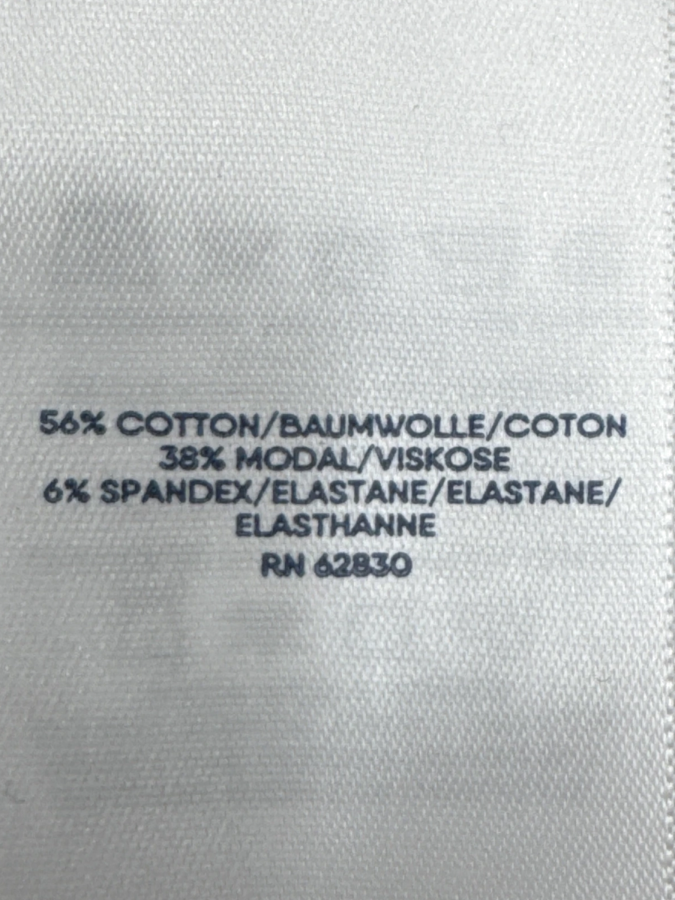 56% COTTON/BAUMWOLLE/COTON
38% MODAL/VISKOSE
6% SPANDEX/ELASTANE/ELASTANE/
ELASTHANNE
RN 62830